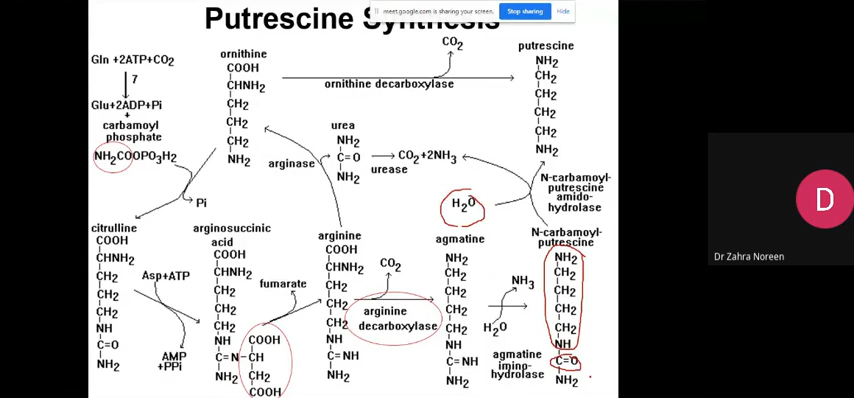 Putrescine Synthesis
meet.google.com is sharing your screen.
Stop sharing
Hide
Gln +2ATP+CO2
7
Glu+2ADP+Pi
+
carbamoyl
phosphate
NH2COOPO3H2
Pi
ornithine
COOH
CHNH2
CH2
CH2
CH2
NH2
CO2
ornithine decarboxylase
putrescine
NH2
CH2
CH2
CH2
CH2
NH2
urea
NH2
C=O
NH2
arginase
urease
CO2+2NH3
H2O
N-carbamoyl-
putrescine
amido-
hydrolase
citrulline
COOH
CHNH2
CH2
CH2
CH2
NH
C=O
NH2
Asp+ATP
AMP
+PPi
arginosuccinic
acid
COOH
CHNH2
CH2
CH2
CH2
NH
C=N-CH
NH2
COOH
CH2
COOH
fumarate
arginine
COOH
CHNH2
CH2
CH2
CH2
NH
C=NH
NH2
CO2
arginine
decarboxylase
agmatine
NH2
CH2
CH2
CH2
CH2
NH
C=NH
NH2
NH3
H2O
agmatine
imino-
hydrolase
N-carbamoyl-
putrescine
NH2
CH2
CH2
CH2
CH2
NH
C=O
NH2
D
Dr Zahra Noreen